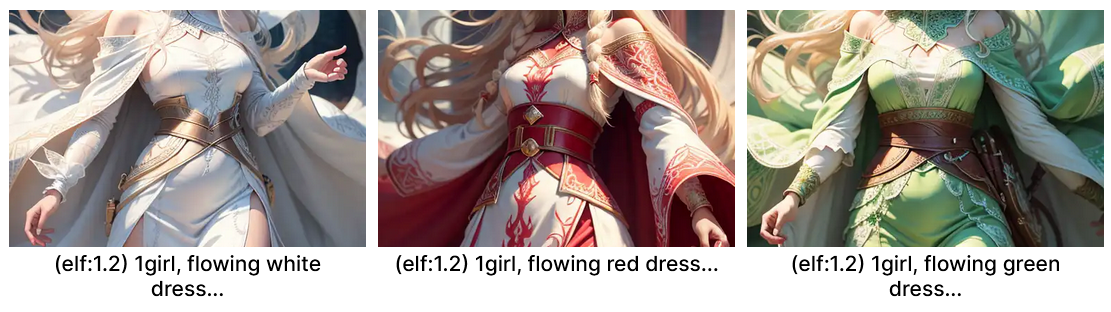 (elf:1.2) 1girl, flowing white
dress...
(elf:1.2) 1girl, flowing red dress...
(elf:1.2) 1girl, flowing green
dress...